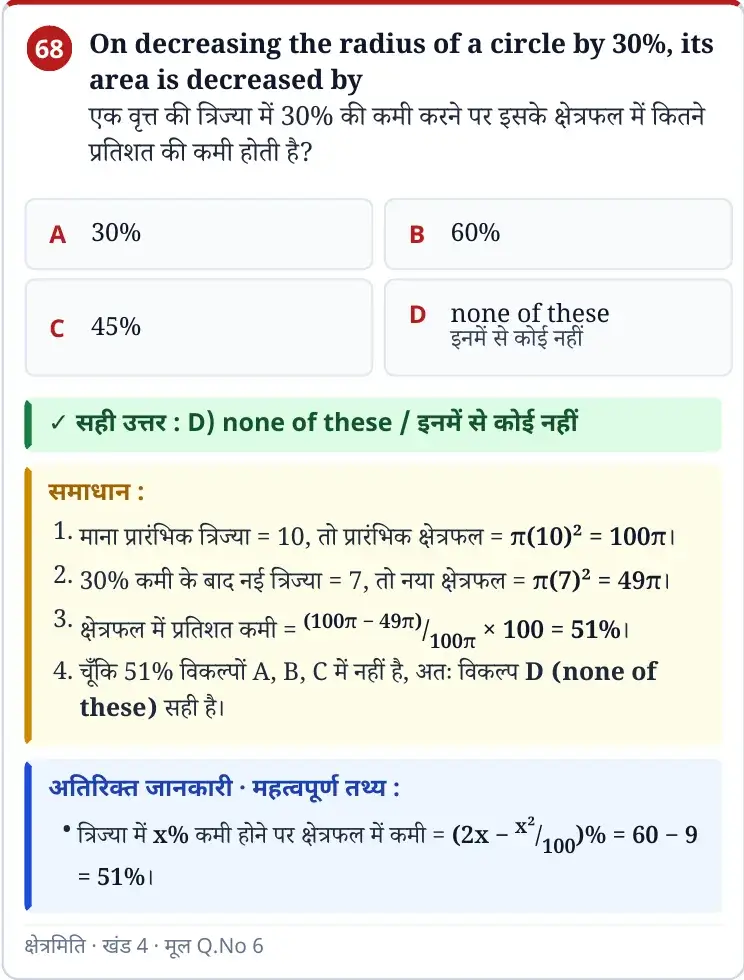 68 On decreasing the radius of a circle by 30%, its
area is decreased by
एक वृत्त की त्रिज्या में 30% की कमी करने पर इसके क्षेत्रफल में कितने
प्रतिशत की कमी होती है?
A 30%
B 60%
C 45%
D none of these
इनमें से कोई नहीं
✓ सही उत्तर : D) none of these / इनमें से कोई नहीं
समाधान :
1. माना प्रारंभिक त्रिज्या = 10, तो प्रारंभिक क्षेत्रफल = π(10)² = 100π।
2. 30% कमी के बाद नई त्रिज्या = 7, तो नया क्षेत्रफल = π(7)² = 49π।
3. क्षेत्रफल में प्रतिशत कमी = (100π − 49π)/100π × 100 = 51%।
4. चूँकि 51% विकल्पों A, B, C में नहीं है, अतः विकल्प D (none of
these) सही है।
अतिरिक्त जानकारी · महत्वपूर्ण तथ्य :
• त्रिज्या में x% कमी होने पर क्षेत्रफल में कमी = (2x − x²/100)% = 60 − 9
= 51%।
क्षेत्रमिति · खंड 4 · मूल Q.No 6